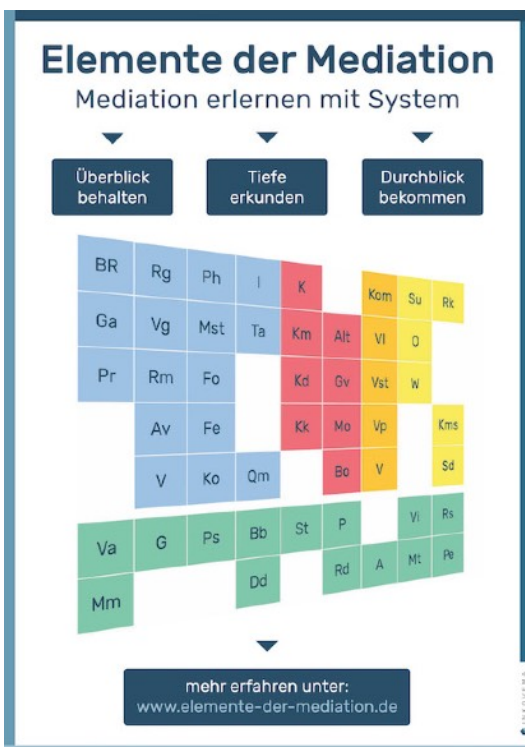 Elemente der Mediation
Mediation erlernen mit System
Überblick behalten
Tiefe erkunden
Durchblick bekommen
BR Rg Ph I K Kom Su Rk
Ga Vg Mst Ta Km Alt VI O
Pr Rm Fo Kd Gv Vst W
Av Fe Kk Mo Vp Kms
V Ko Qm Bo V Sd
Va G Ps Bb St P Vi Rs
Mm Dd Rd A Mt Pe
mehr erfahren unter:
www.elemente-der-mediation.de